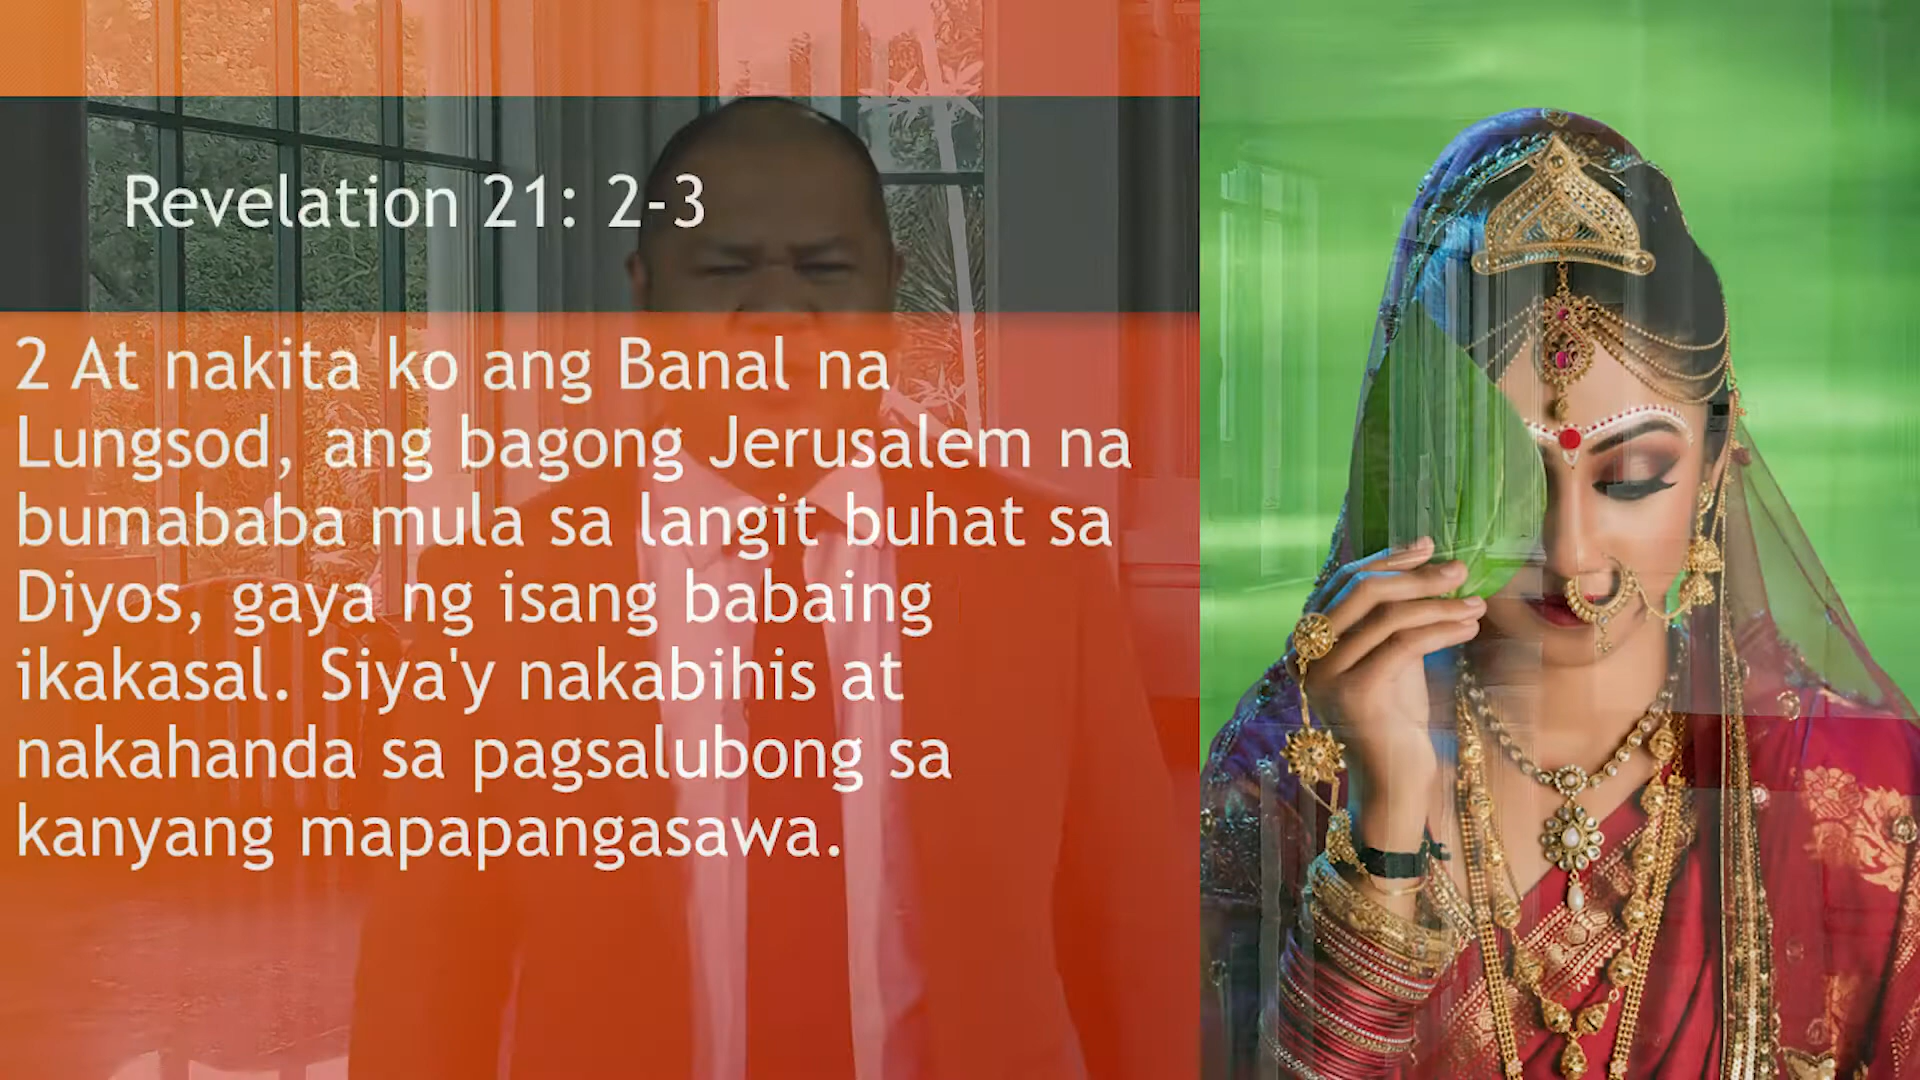 Revelation 21: 2-3
2 At nakita ko ang Banal na
Lungsod, ang bagong Jerusalem na
bumababa mula sa langit buhat sa
Diyos, gaya ng isang babaing
ikakasal. Siya'y nakabihis at
nakahanda sa pagsalubong sa
kanyang mapapangasawa.